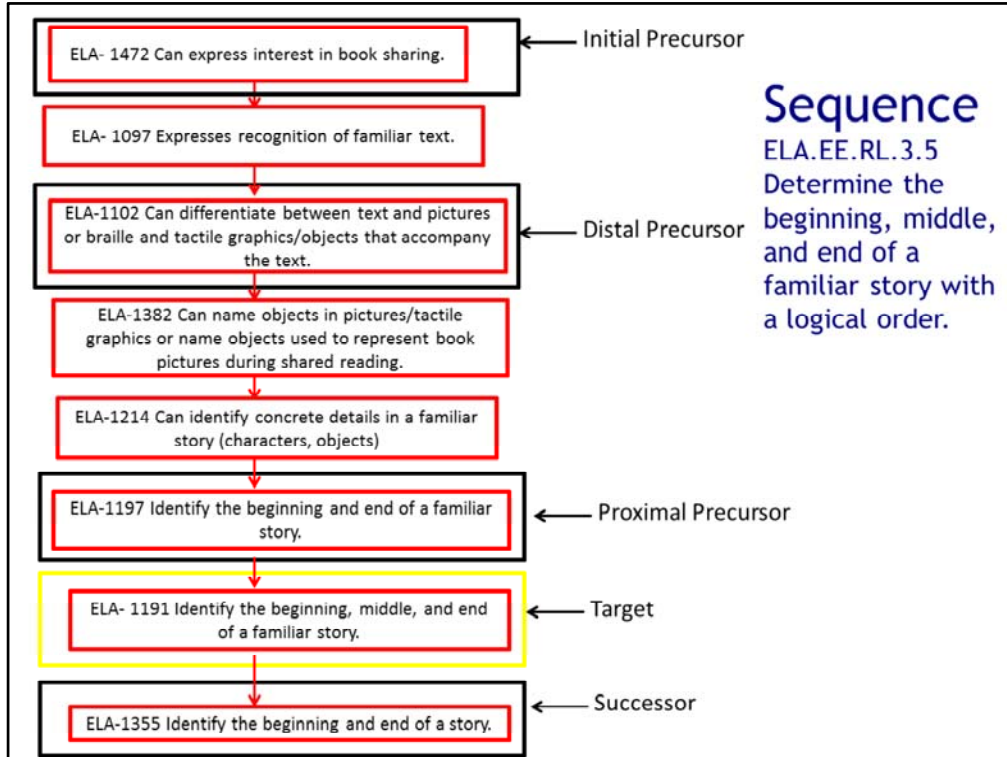 ELA- 1472 Can express interest in book sharing.
Initial Precursor
ELA- 1097 Expresses recognition of familiar text.
ELA-1102 Can differentiate between text and pictures
or braille and tactile graphics/objects that accompany
the text.
Distal Precursor
ELA-1382 Can name objects in pictures/tactile
graphics or name objects used to represent book
pictures during shared reading.
ELA-1214 Can identify concrete details in a familiar
story (characters, objects)
ELA-1197 Identify the beginning and end of a familiar
story.
Proximal Precursor
ELA- 1191 Identify the beginning, middle, and end
of a familiar story.
Target
ELA-1355 Identify the beginning and end of a story.
Successor
Sequence
ELA.EE.RL.3.5
Determine the
beginning, middle,
and end of a
familiar story with
a logical order.